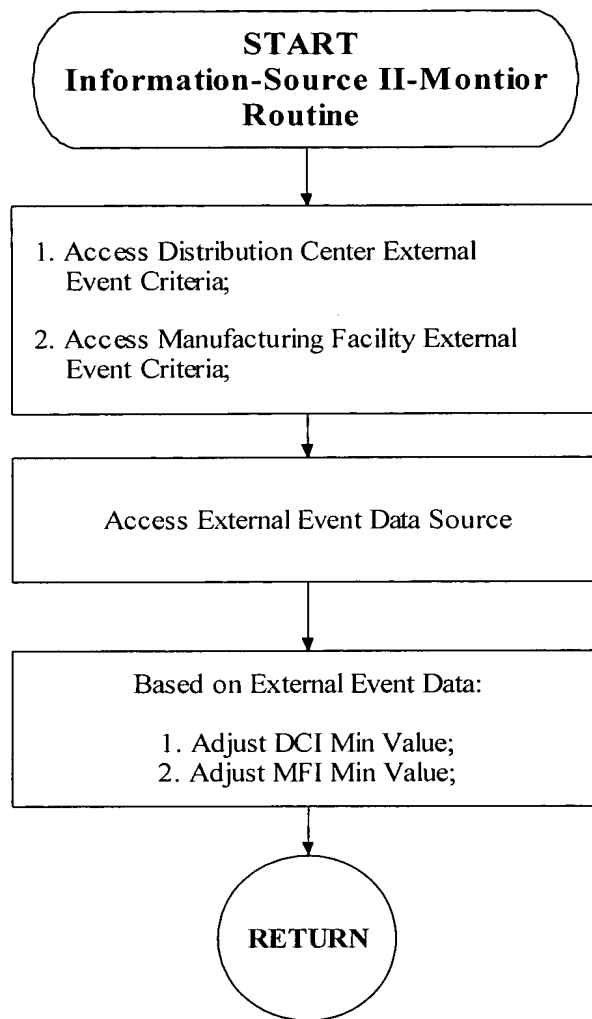 START
Information-Source II-Montior
Routine
1. Access Distribution Center External
Event Criteria;
2. Access Manufacturing Facility External
Event Criteria;
Access External Event Data Source
Based on External Event Data:
1. Adjust DCI Min Value;
2. Adjust MFI Min Value;
RETURN